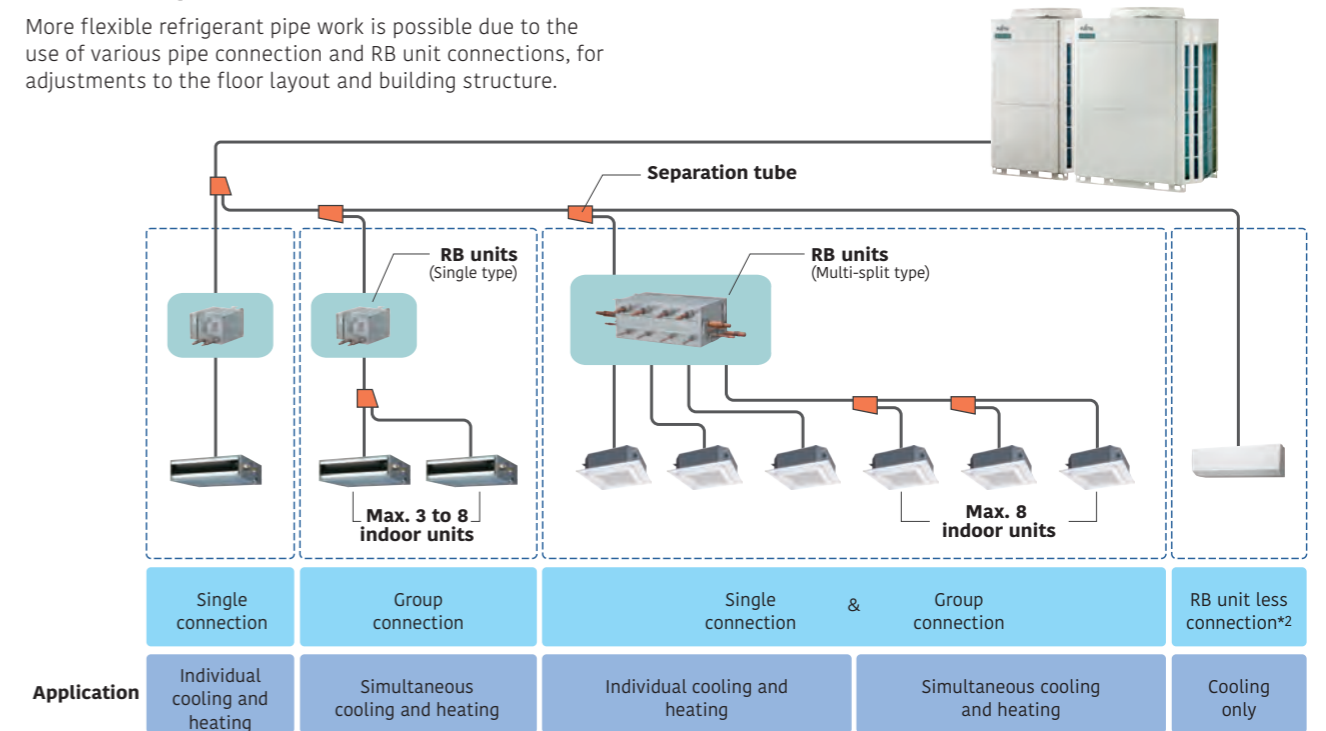 More flexible refrigerant pipe work is possible due to the
use of various pipe connection and RB unit connections, for
adjustments to the floor layout and building structure.
Separation tube
RB units
(Single type)
RB units
(Multi-split type)
Max. 3 to 8
indoor units
Max. 8
indoor units
Single
connection
Group
connection
Single
connection
&
Group
connection
RB unit less
connection*2
Application
Individual
cooling and
heating
Simultaneous
cooling and heating
Individual cooling and
heating
Simultaneous cooling
and heating
Cooling
only